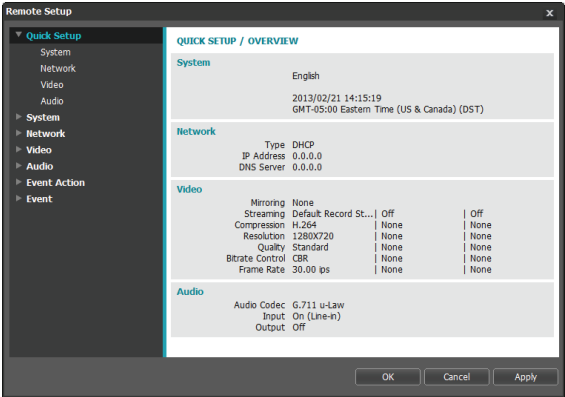 Remote Setup
x
Quick Setup
System
Network
Video
Audio
System
Network
Video
Audio
Event Action
Event
QUICK SETUP / OVERVIEW
System
English
2013/02/21 14:15:19
GMT-05:00 Eastern Time (US & Canada) (DST)
Network
Type DHCP
IP Address 0.0.0.0
DNS Server 0.0.0.0
Video
Mirroring None
Streaming Default Record St...| Off | Off
Compression H.264 | None | None
Resolution 1280X720 | None | None
Quality Standard | None | None
Bitrate Control CBR | None | None
Frame Rate 30.00 ips | None | None
Audio
Audio Codec G.711 u-Law
Input On (Line-in)
Output Off
OK Cancel Apply